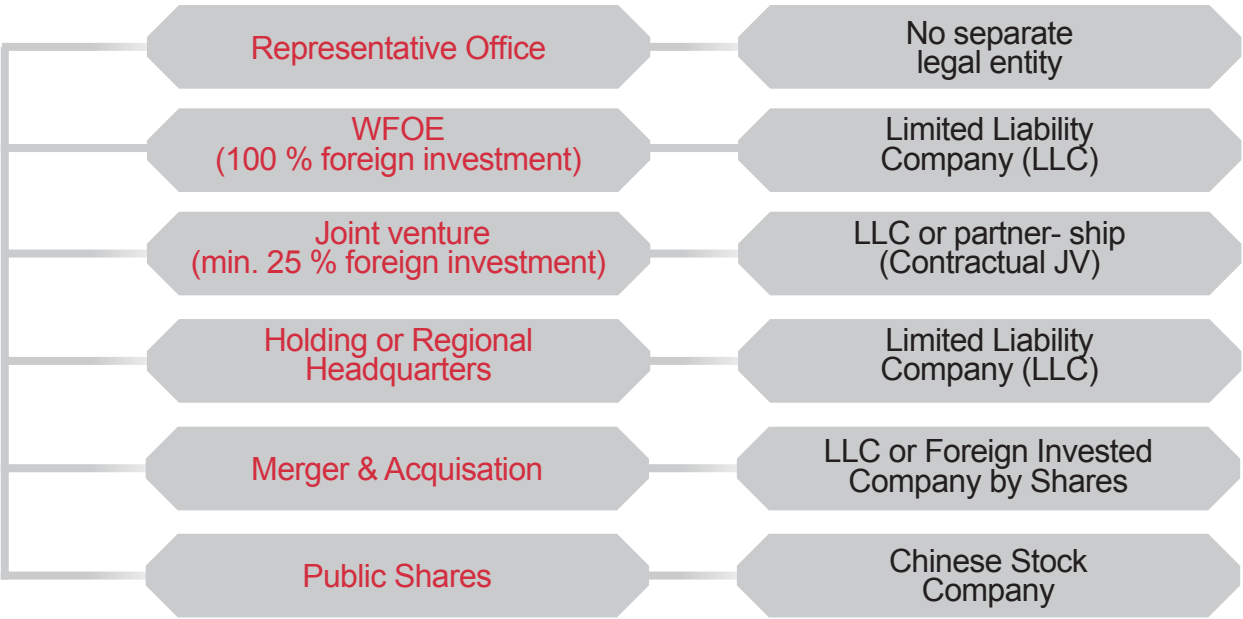 Representative Office
No separate
legal entity
WFOE
(100 % foreign investment)
Limited Liability
Company (LLC)
Joint venture
(min. 25 % foreign investment)
LLC or partner- ship
(Contractual JV)
Holding or Regional
Headquarters
Limited Liability
Company (LLC)
Merger & Acquisation
LLC or Foreign Invested
Company by Shares
Public Shares
Chinese Stock
Company